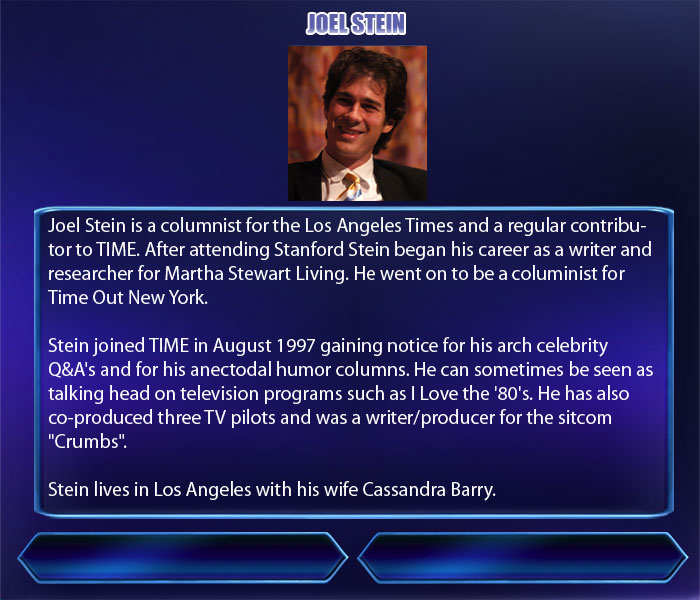 JOEL STEIN
Joel Stein is a columnist for the Los Angeles Times and a regular contribu-
tor to TIME. After attending Stanford Stein began his career as a writer and
researcher for Martha Stewart Living. He went on to be a columinist for
Time Out New York.
Stein joined TIME in August 1997 gaining notice for his arch celebrity
Q&A's and for his anectodal humor columns. He can sometimes be seen as
talking head on television programs such as I Love the '80's. He has also
co-produced three TV pilots and was a writer/producer for the sitcom
"Crumbs".
Stein lives in Los Angeles with his wife Cassandra Barry.